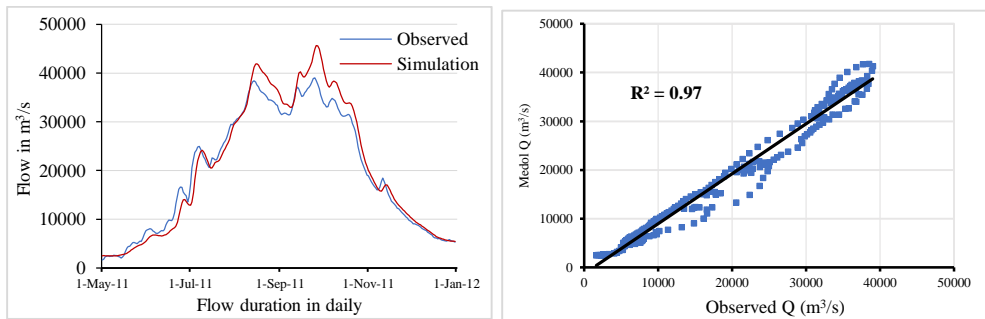 50000
40000
30000
20000
10000
0
Flow in m³/s
Observed
Simulation
1-May-11 1-Jul-11 1-Sep-11 1-Nov-11 1-Jan-12
Flow duration in daily
50000
40000
30000
20000
10000
0
Medol Q (m³/s)
R² = 0.97
0 10000 20000 30000 40000 50000
Observed Q (m³/s)